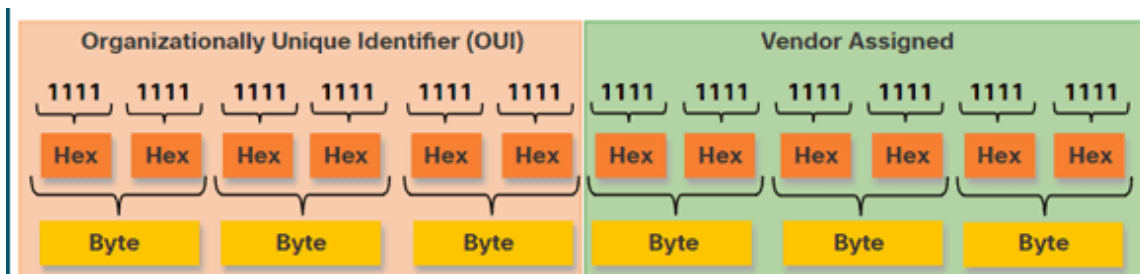 Organizationally Unique Identifier (OUI) Vendor Assigned
1111 1111 1111 1111 1111 1111 1111 1111 1111 1111 1111 1111
Hex Hex Hex Hex Hex Hex Hex Hex Hex Hex Hex Hex
Byte Byte Byte Byte Byte Byte